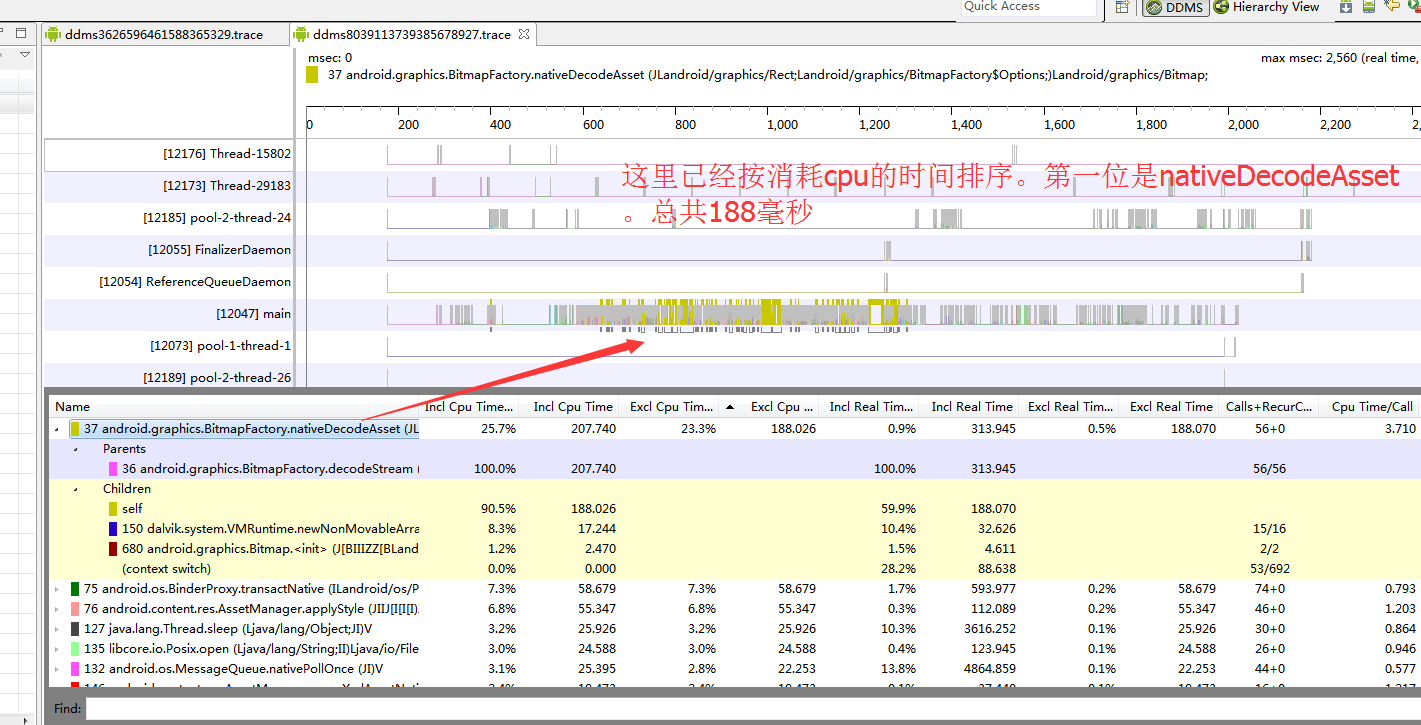 Quick Access
DDMS
Hierarchy View
ddms3626596461588365329.trace
ddms8039113739385678927.trace
msec: 0
max msec: 2,560 (real time,
37 android.graphics.BitmapFactory.nativeDecodeAsset (JLandroid/graphics/Rect;Landroid/graphics/BitmapFactory$Options;)Landroid/graphics/Bitmap;
0 200 400 600 800 1,000 1,200 1,400 1,600 1,800 2,000 2,200 2,
[12176] Thread-15802
这里已经按消耗cpu的时间排序。第一位是nativeDecodeAsset
[12173] Thread-29183
。总共188毫秒
[12185] pool-2-thread-24
[12055] FinalizerDaemon
[12054] ReferenceQueueDaemon
[12047] main
[12073] pool-1-thread-1
[12189] pool-2-thread-26
Name Incl Cpu Time... Incl Cpu Time Excl Cpu Tim... Excl Cpu ... Incl Real Tim... Incl Real Time Excl Real Tim... Excl Real Time Calls+RecurC... Cpu Time/Call
37 android.graphics.BitmapFactory.nativeDecodeAsset (JL 25.7% 207.740 23.3% 188.026 0.9% 313.945 0.5% 188.070 56+0 3.710
Parents
36 android.graphics.BitmapFactory.decodeStream ( 100.0% 207.740 100.0% 313.945 56/56
Children
self 90.5% 188.026 59.9% 188.070
150 dalvik.system.VMRuntime.newNonMovableArra 8.3% 17.244 10.4% 32.626 15/16
680 android.graphics.Bitmap.<init> (J[BIIIZZ[BLand 1.2% 2.470 1.5% 4.611 2/2
(context switch) 0.0% 0.000 28.2% 88.638 53/692
75 android.os.BinderProxy.transactNative (ILandroid/os/P 7.3% 58.679 7.3% 58.679 1.7% 593.977 0.2% 58.679 74+0 0.793
76 android.content.res.AssetManager.applyStyle (JIIJ[I[I[I) 6.8% 55.347 6.8% 55.347 0.3% 112.089 0.2% 55.347 46+0 1.203
127 java.lang.Thread.sleep (Ljava/lang/Object;JI)V 3.2% 25.926 3.2% 25.926 10.3% 3616.252 0.1% 25.926 30+0 0.864
135 libcore.io.Posix.open (Ljava/lang/String;II)Ljava/io/File 3.0% 24.588 3.0% 24.588 0.4% 123.945 0.1% 24.588 26+0 0.946
132 android.os.MessageQueue.nativePollOnce (JI)V 3.1% 25.395 2.8% 22.253 13.8% 4864.859 0.1% 22.253 44+0 0.577
Find: